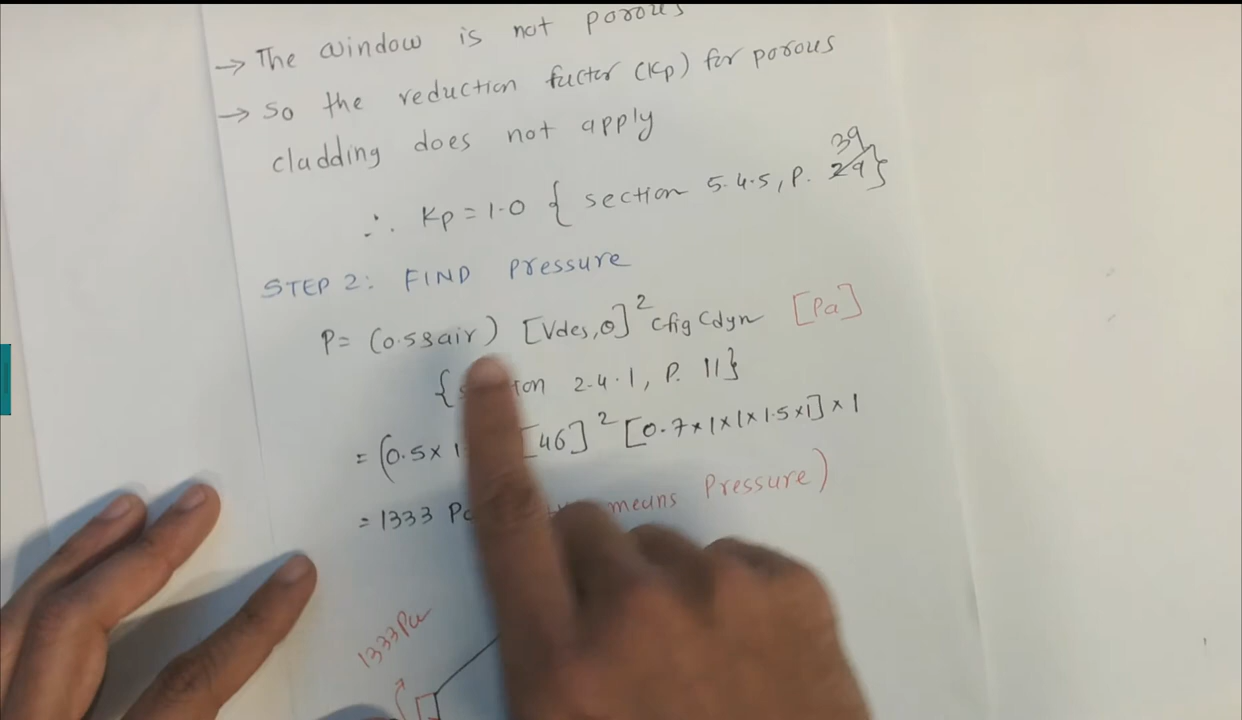 → The window is not porous
→ So the reduction factor (Kp) for porous
cladding does not apply
∴ Kp = 1.0 { section 5.4.5, P. 39 29}
STEP 2: FIND Pressure
P= (0.5ρair) [Vdes,θ]² Cfig Cdyn [Pa]
2.4.1, P. 11}
= (0.5× [46]² [0.7×1×1×1.5×1]×1
= 1333 means Pressure)
1333Pa